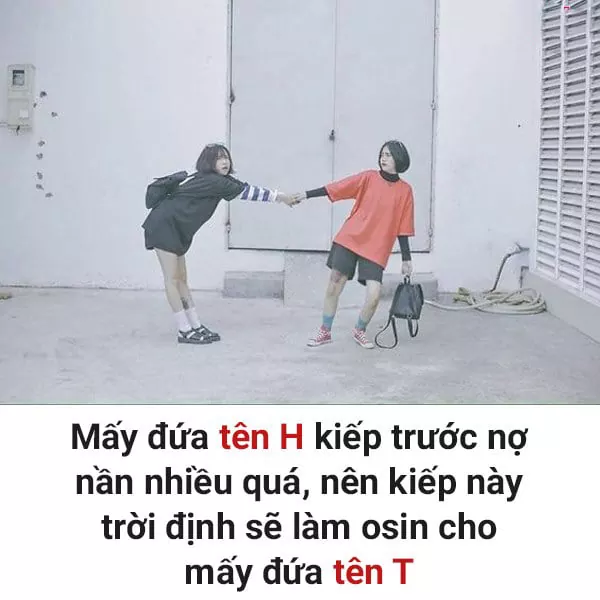 Mấy đứa tên H kiếp trước nợ
nần nhiều quá, nên kiếp này
trời định sẽ làm osin cho
mấy đứa tên T